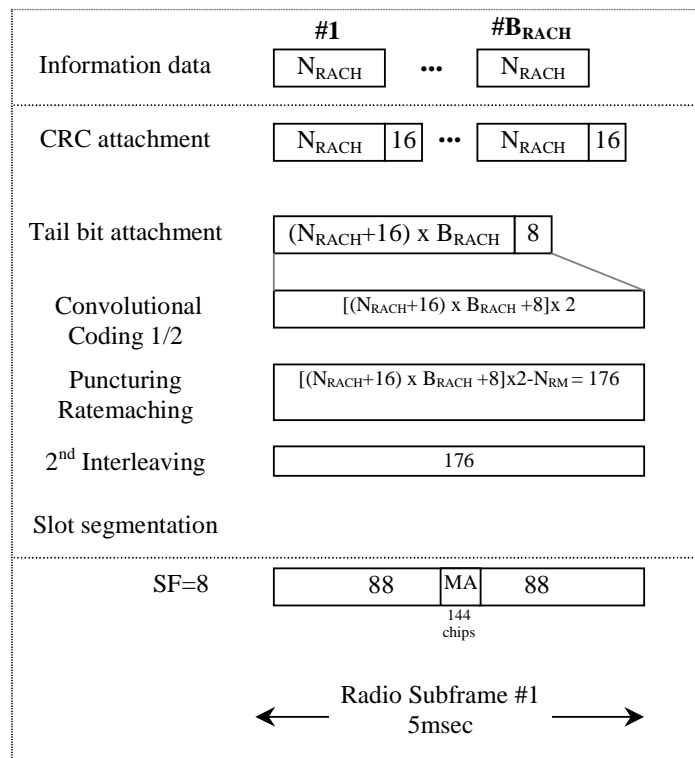 #1 #B_RACH
Information data N_RACH ... N_RACH
CRC attachment N_RACH 16 ... N_RACH 16
Tail bit attachment (N_RACH+16) x B_RACH 8
Convolutional
Coding 1/2
[(N_RACH+16) x B_RACH +8]x 2
Puncturing
Ratemaching
[(N_RACH+16) x B_RACH +8]x2-N_RM = 176
2nd Interleaving 176
Slot segmentation
SF=8 88 MA 88
144
chips
Radio Subframe #1
5msec